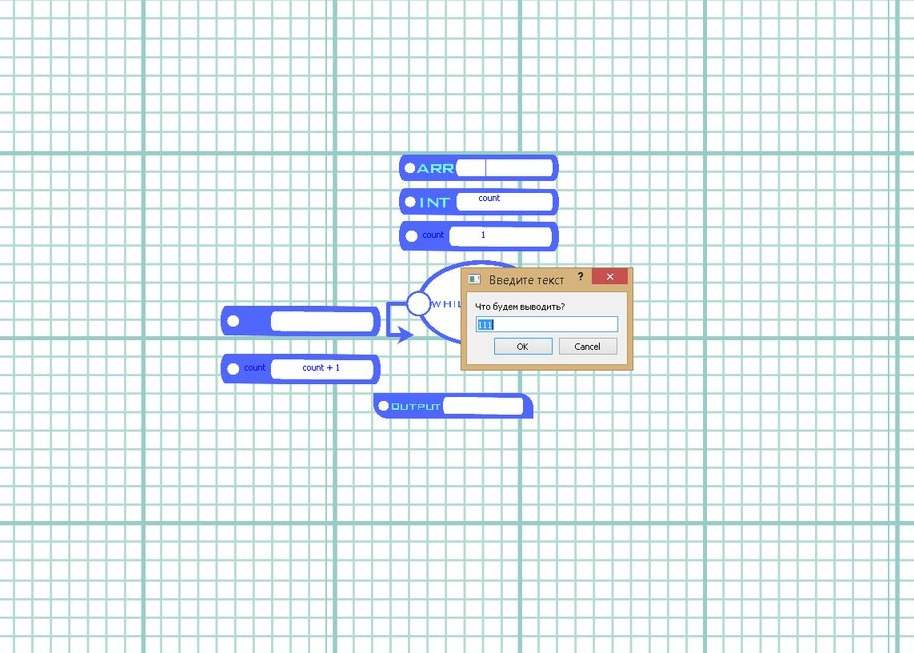 ARR
INT count
count 1
WHIL
Введите текст ?
Что будем выводить?
111
OK Cancel
count count + 1
OUTPUT